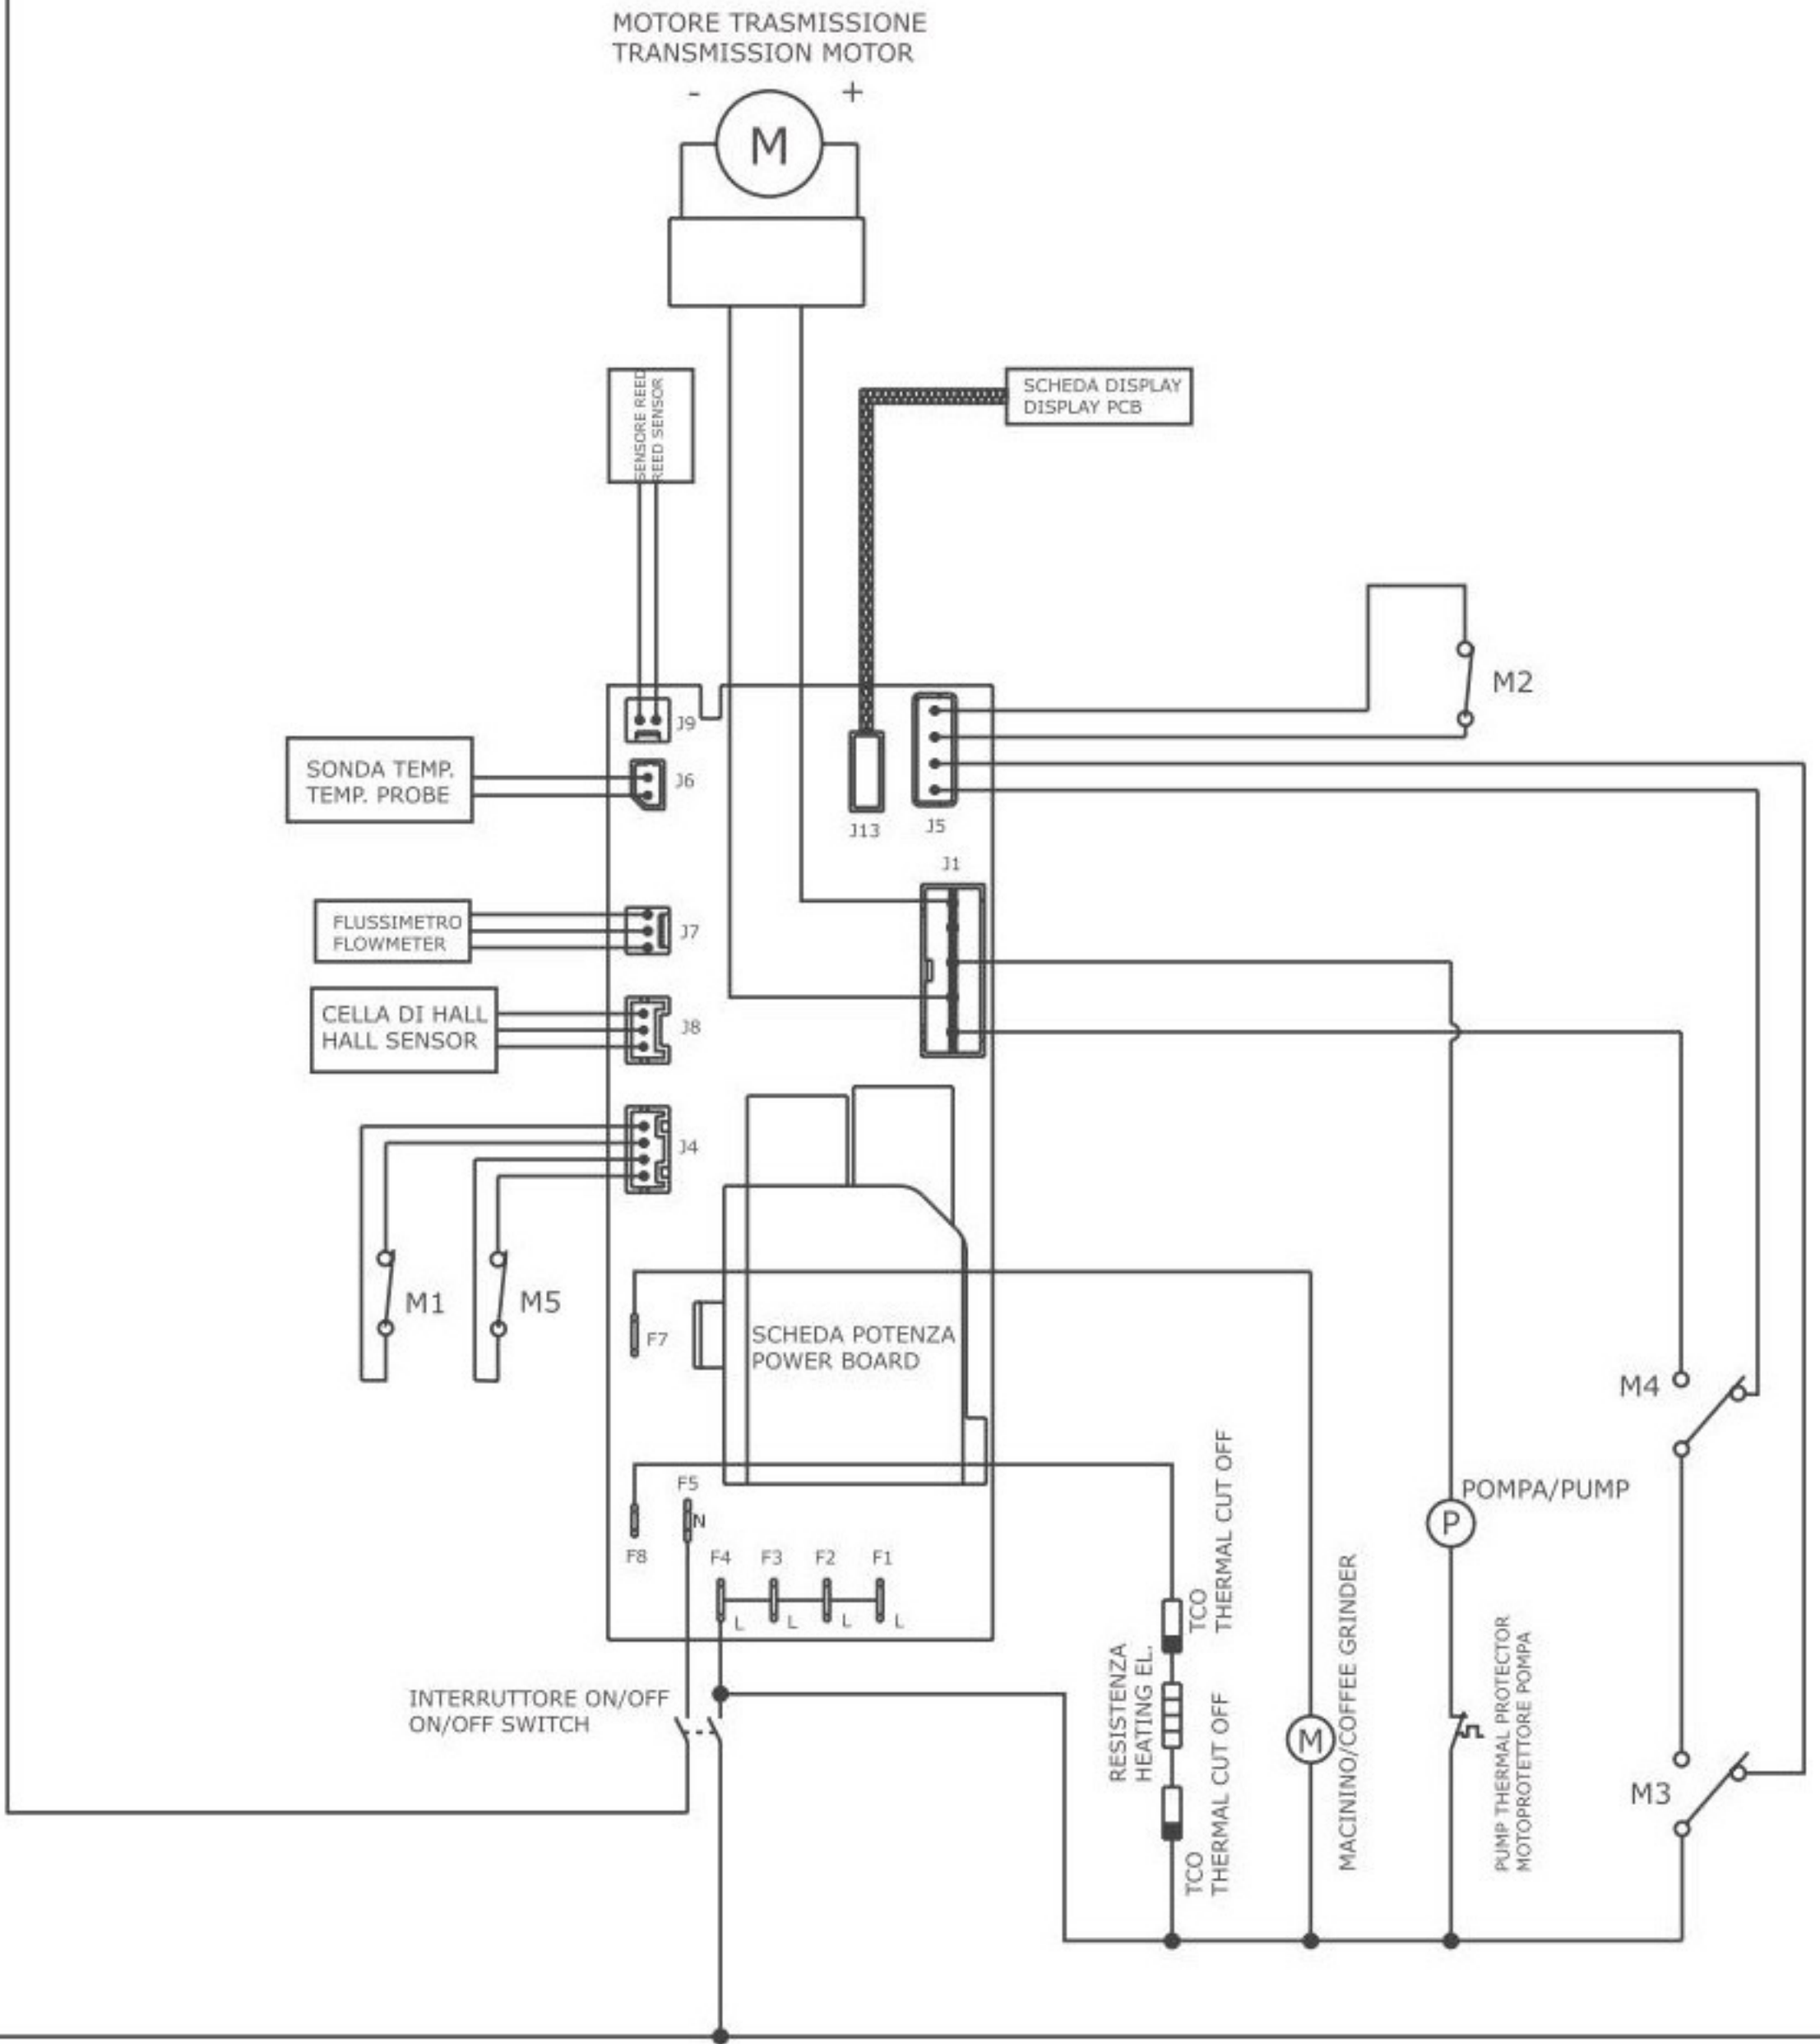 MOTORE TRASMISSIONE
TRANSMISSION MOTOR
- +
M
SENSORE REED
REED SENSOR
SCHEDA DISPLAY
DISPLAY PCB
M2
J9
SONDA TEMP.
TEMP. PROBE
J6
J13
J5
J1
FLUSSIMETRO
FLOWMETER
J7
CELLA DI HALL
HALL SENSOR
J8
J4
M1
M5
F7
SCHEDA POTENZA
POWER BOARD
M4
F5
N
F8
F4
F3
F2
F1
L
L
L
L
POMPA/PUMP
P
TCO
THERMAL CUT OFF
RESISTENZA
HEATING EL.
TCO
THERMAL CUT OFF
M
MACININO/COFFEE GRINDER
PUMP THERMAL PROTECTOR
MOTOPROTETTORE POMPA
M3
INTERRUTTORE ON/OFF
ON/OFF SWITCH